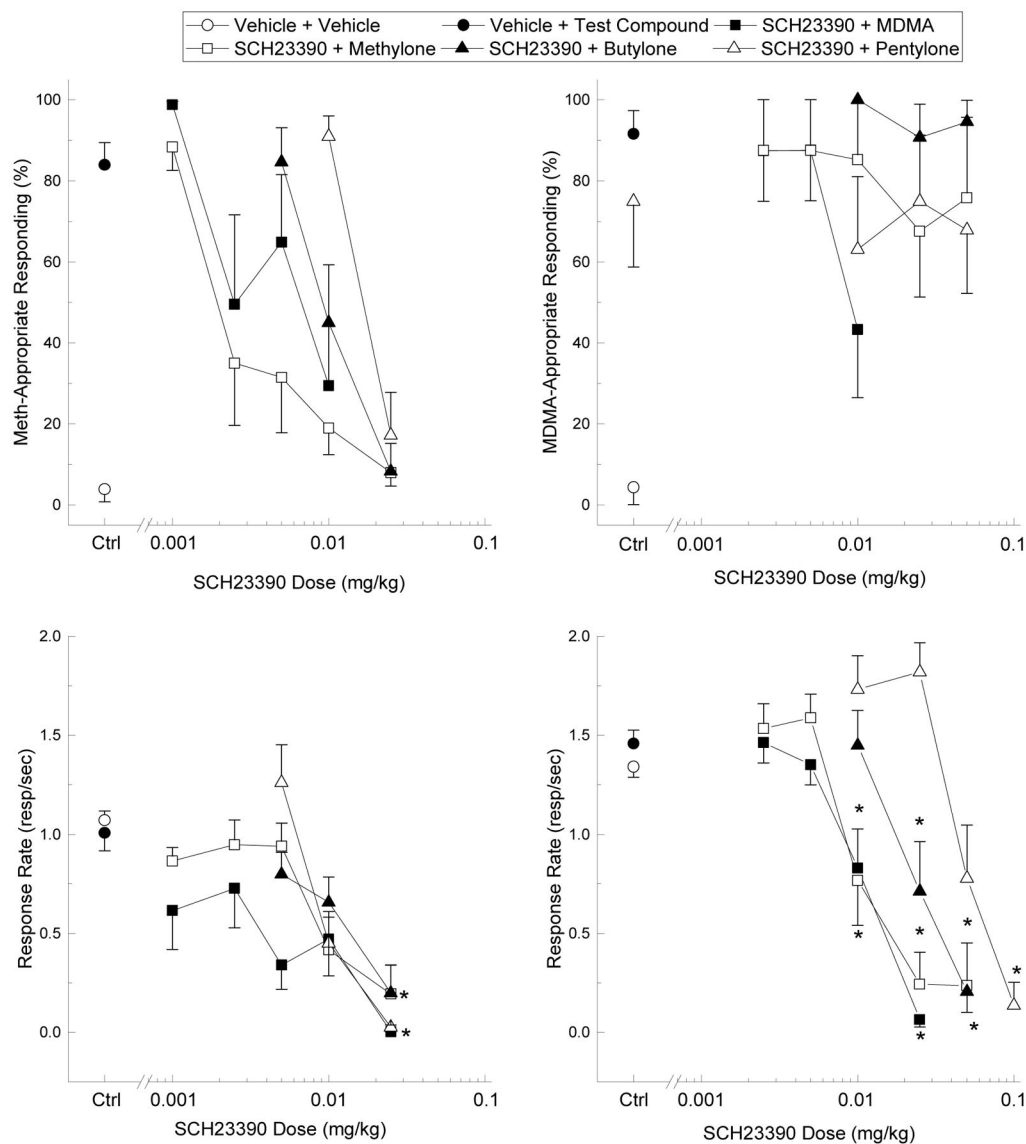 Vehicle + Vehicle Vehicle + Test Compound SCH23390 + MDMA
SCH23390 + Methylone SCH23390 + Butylone SCH23390 + Pentylone
Meth-Appropriate Responding (%)
100
80
60
40
20
0
Ctrl 0.001 0.01 0.1
SCH23390 Dose (mg/kg)
MDMA-Appropriate Responding (%)
100
80
60
40
20
0
Ctrl 0.001 0.01 0.1
SCH23390 Dose (mg/kg)
Response Rate (resp/sec)
2.0
1.5
1.0
0.5
0.0
*
*
Ctrl 0.001 0.01 0.1
SCH23390 Dose (mg/kg)
Response Rate (resp/sec)
2.0
1.5
1.0
0.5
0.0
* *
* * *
*
* *
Ctrl 0.001 0.01 0.1
SCH23390 Dose (mg/kg)